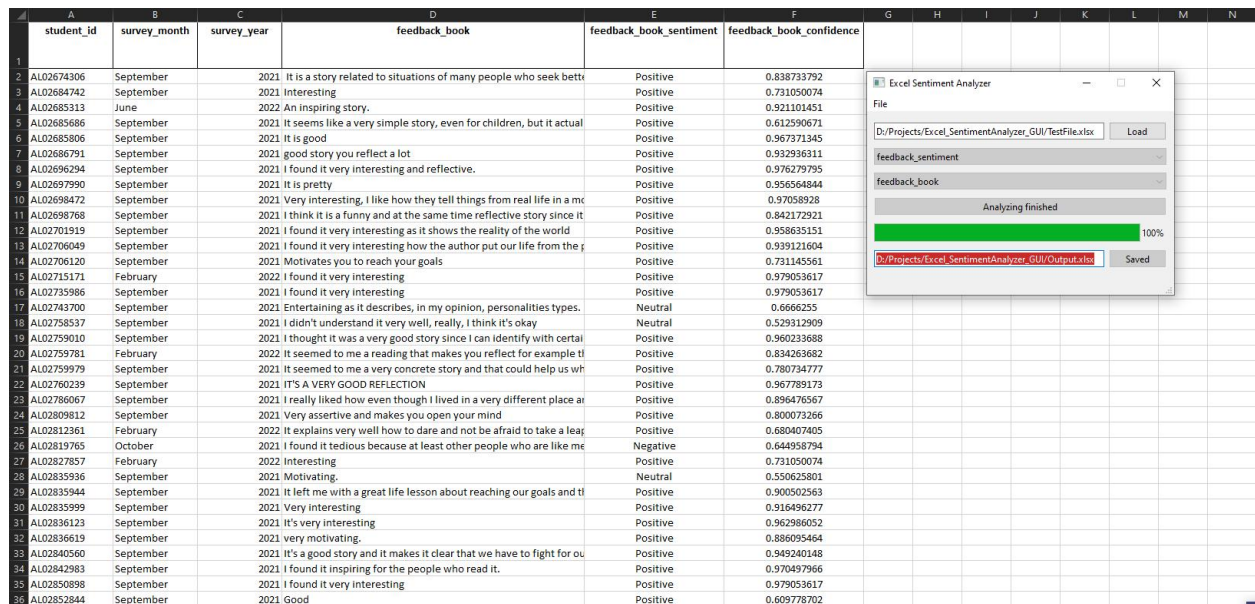 A B C D E F G H I J K L M N
student_id survey_month survey_year feedback_book feedback_book_sentiment feedback_book_confidence
1
2 AL02674306 September 2021 It is a story related to situations of many people who seek bette Positive 0.838733792
3 AL02684742 September 2021 Interesting Positive 0.731050074
4 AL02685313 June 2022 An inspiring story. Positive 0.921101451
5 AL02685686 September 2021 It seems like a very simple story, even for children, but it actual Positive 0.612590671
6 AL02685806 September 2021 It is good Positive 0.967371345
7 AL02686791 September 2021 good story you reflect a lot Positive 0.932936311
8 AL02696294 September 2021 I found it very interesting and reflective. Positive 0.976279795
9 AL02697990 September 2021 It is pretty Positive 0.956564844
10 AL02698472 September 2021 Very interesting, I like how they tell things from real life in a mo Positive 0.97058928
11 AL02698768 September 2021 I think it is a funny and at the same time reflective story since it Positive 0.842172921
12 AL02701919 September 2021 I found it very interesting as it shows the reality of the world Positive 0.958635151
13 AL02706049 September 2021 I found it very interesting how the author put our life from the p Positive 0.939121604
14 AL02706120 September 2021 Motivates you to reach your goals Positive 0.731145561
15 AL02715171 February 2022 I found it very interesting Positive 0.979053617
16 AL02735986 September 2021 I found it very interesting Positive 0.979053617
17 AL02743700 September 2021 Entertaining as it describes, in my opinion, personalities types. Neutral 0.6666255
18 AL02758537 September 2021 I didn't understand it very well, really, I think it's okay Neutral 0.529312909
19 AL02759010 September 2021 I thought it was a very good story since I can identify with certai Positive 0.960233688
20 AL02759781 February 2022 It seemed to me a reading that makes you reflect for example th Positive 0.834263682
21 AL02759979 September 2021 It seemed to me a very concrete story and that could help us wh Positive 0.780734777
22 AL02760239 September 2021 IT'S A VERY GOOD REFLECTION Positive 0.967789173
23 AL02786067 September 2021 I really liked how even though I lived in a very different place ar Positive 0.896476567
24 AL02809812 September 2021 Very assertive and makes you open your mind Positive 0.800073266
25 AL02812361 February 2022 It explains very well how to dare and not be afraid to take a leap Positive 0.680407405
26 AL02819765 October 2021 I found it tedious because at least other people who are like me Negative 0.644958794
27 AL02827857 February 2022 Interesting Positive 0.731050074
28 AL02835936 September 2021 Motivating. Neutral 0.550625801
29 AL02835944 September 2021 It left me with a great life lesson about reaching our goals and th Positive 0.900502563
30 AL02835999 September 2021 Very interesting Positive 0.916496277
31 AL02836123 September 2021 It's very interesting Positive 0.962986052
32 AL02836619 September 2021 very motivating. Positive 0.886095464
33 AL02840560 September 2021 It's a good story and it makes it clear that we have to fight for ou Positive 0.949240148
34 AL02842983 September 2021 I found it inspiring for the people who read it. Positive 0.970497966
35 AL02850898 September 2021 I found it very interesting Positive 0.979053617
36 AL02852844 September 2021 Good Positive 0.609778702
Excel Sentiment Analyzer
File
D:/Projects/Excel_SentimentAnalyzer_GUI/TestFile.xlsx Load
feedback_sentiment
feedback_book
Analyzing finished
100%
D:/Projects/Excel_SentimentAnalyzer_GUI/Output.xlsx Saved